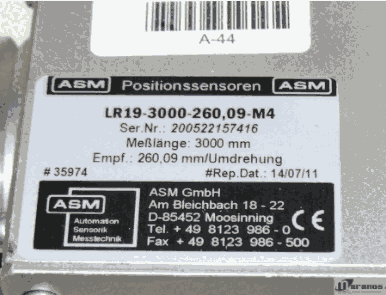 A-44
ASM Positionssensoren ASM
LR19-3000-260,09-M4
Ser.Nr.: 200522157416
Meßlänge: 3000 mm
Empf.: 260,09 mm/Umdrehung
# 35974 #Rep.Dat.: 14/07/11
ASM
Automation
Sensorik
Messtechnik
ASM GmbH
Am Bleichbach 18 - 22
D-85452 Moosinning
Tel. + 49 8123 986 - 0
Fax + 49 8123 986 - 500
CE